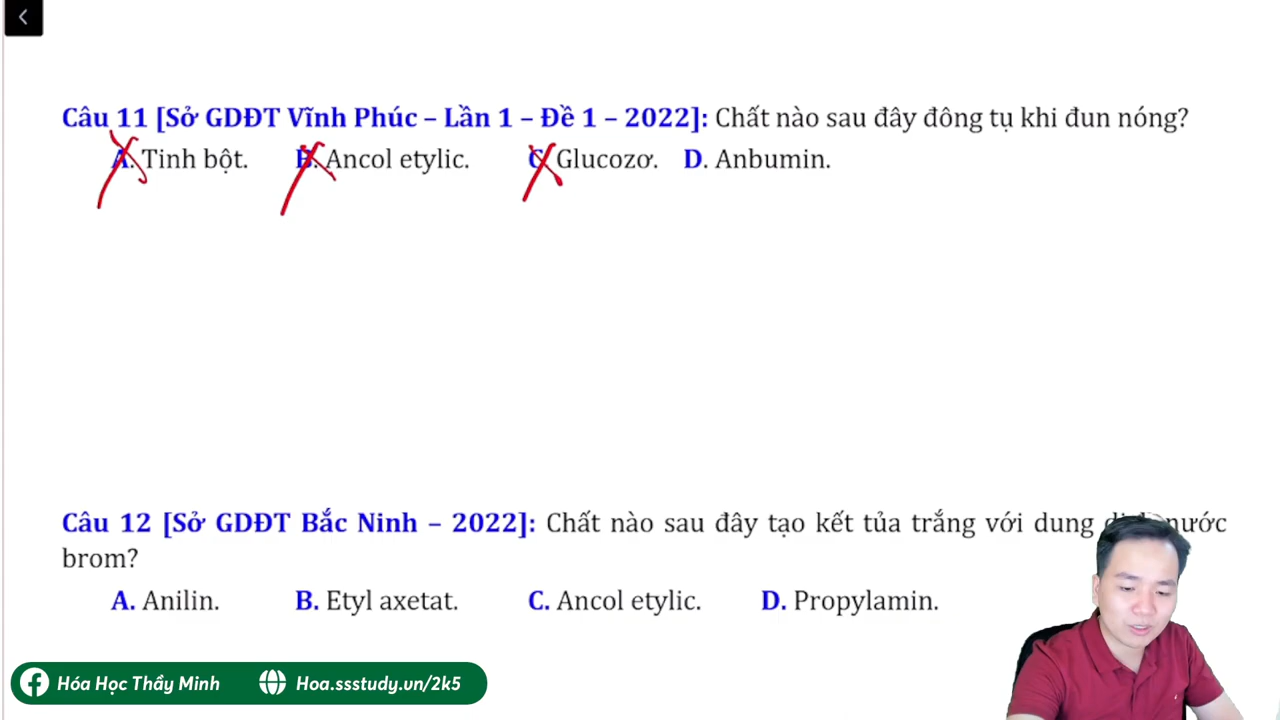 Câu 11 [Sở GDĐT Vĩnh Phúc – Lần 1 – Đề 1 – 2022]: Chất nào sau đây đông tụ khi đun nóng?
A. Tinh bột. B. Ancol etylic. C. Glucozơ. D. Anbumin.
Câu 12 [Sở GDĐT Bắc Ninh – 2022]: Chất nào sau đây tạo kết tủa trắng với dung nước
brom?
A. Anilin. B. Etyl axetat. C. Ancol etylic. D. Propylamin.
Hóa Học Thầy Minh Hoa.ssstudy.vn/2k5